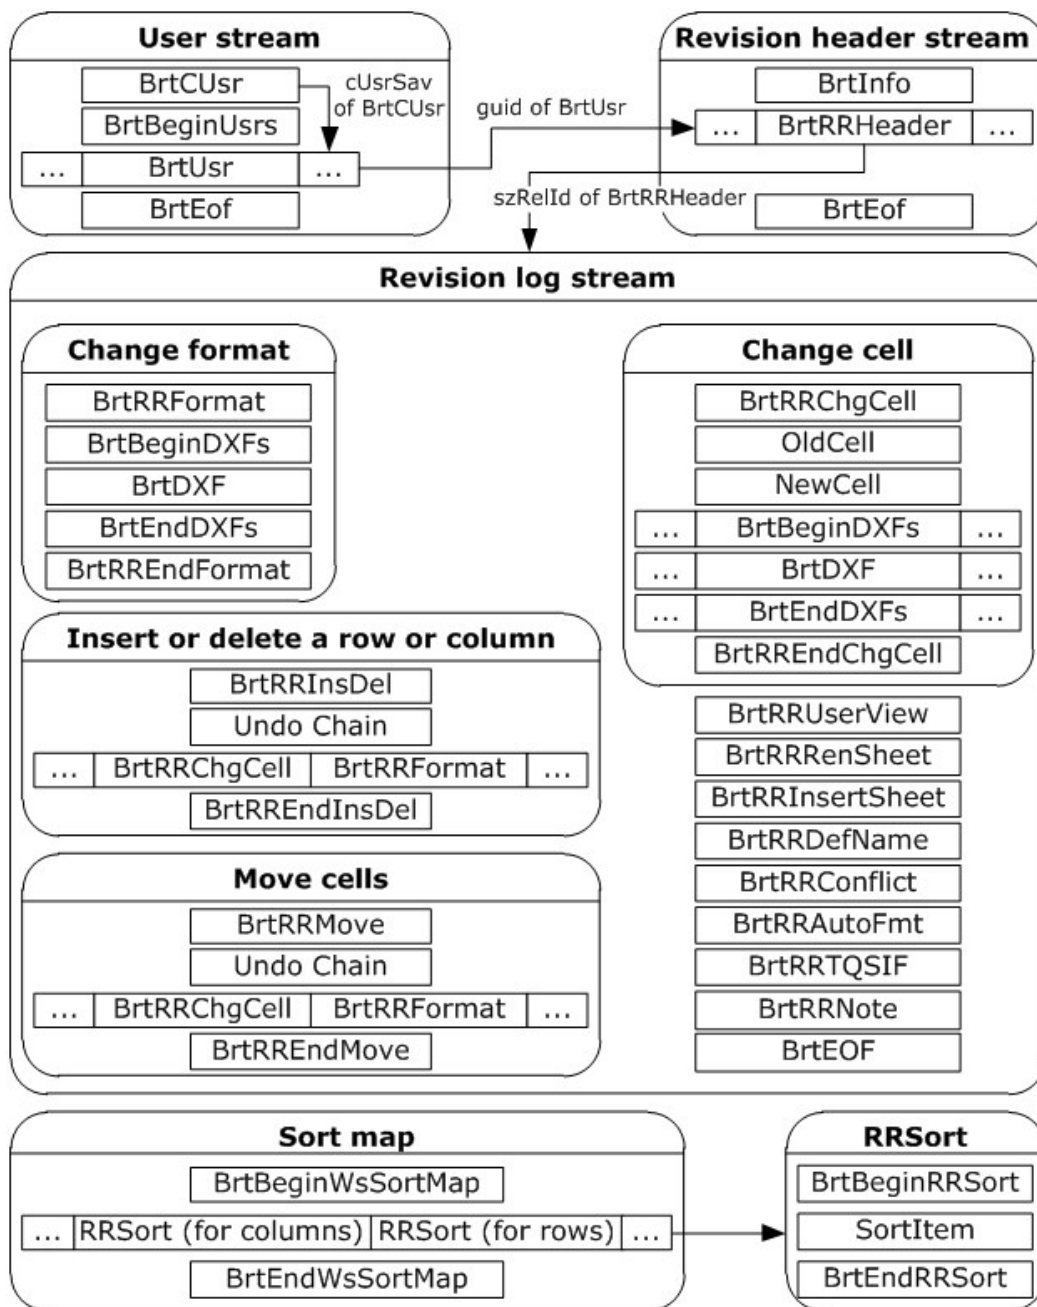 User stream
BrtCUsr
cUsrSav
of BrtCUsr
BrtBeginUsrs
... BrtUsr ...
BrtEof
guid of BrtUsr
Revision header stream
BrtInfo
... BrtRRHeader ...
szRelId of BrtRRHeader
BrtEof
Revision log stream
Change format
BrtRRFormat
BrtBeginDXFs
BrtDXF
BrtEndDXFs
BrtRREndFormat
Change cell
BrtRRChgCell
OldCell
NewCell
... BrtBeginDXFs ...
... BrtDXF ...
... BrtEndDXFs ...
BrtRREndChgCell
Insert or delete a row or column
BrtRRInsDel
Undo Chain
... BrtRRChgCell BrtRRFormat ...
BrtRREndInsDel
Move cells
BrtRRMove
Undo Chain
... BrtRRChgCell BrtRRFormat ...
BrtRREndMove
BrtRRUserView
BrtRRRenSheet
BrtRRInsertSheet
BrtRRDefName
BrtRRConflict
BrtRRAutoFmt
BrtRRTQSIF
BrtRRNote
BrtEOF
Sort map
BrtBeginWsSortMap
... RRSort (for columns) RRSort (for rows) ...
BrtEndWsSortMap
RRSort
BrtBeginRRSort
SortItem
BrtEndRRSort